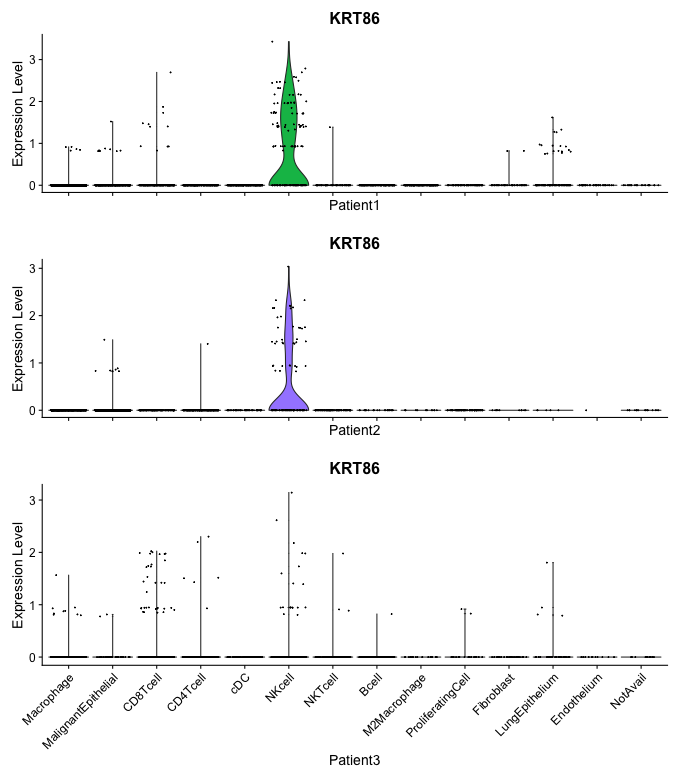 KRT86
Expression Level
3
2
1
0
Patient1
KRT86
Expression Level
3
2
1
0
Patient2
KRT86
Expression Level
3
2
1
0
Macrophage
MalignantEpithelial
CD8Tcell
CD4Tcell
cDC
NKcell
NKTcell
Bcell
M2Macrophage
ProliferatingCell
Fibroblast
LungEpithelium
Endothelium
NotAvail
Patient3